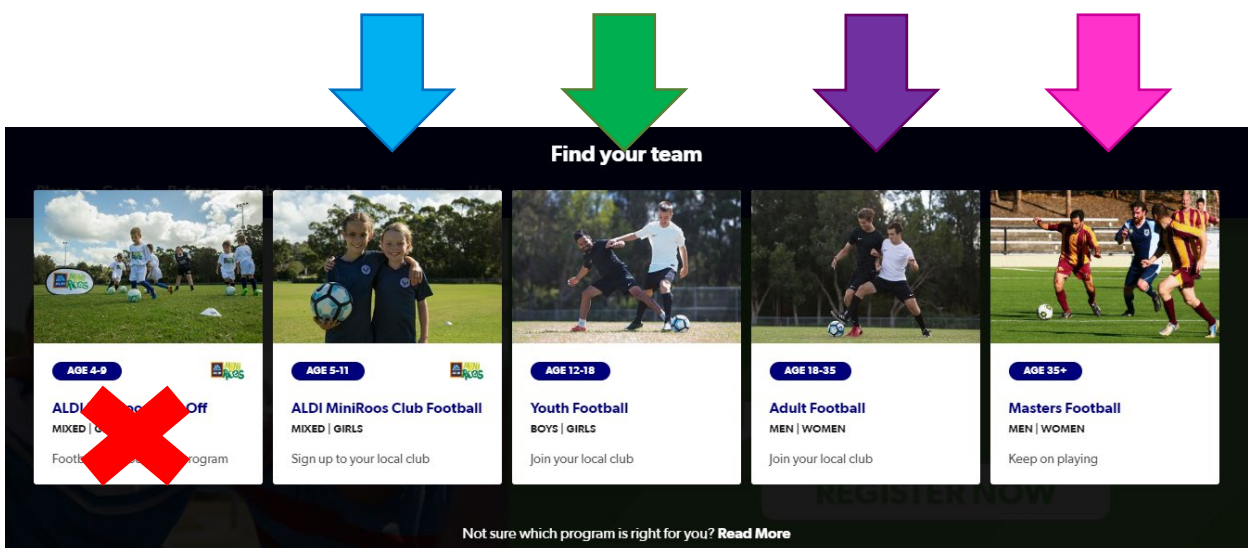 Find your team
AGE 4-9
ALDI Off
MIXED |
Footb rogram
AGE 5-11
ALDI MiniRoos Club Football
MIXED | GIRLS
Sign up to your local club
AGE 12-18
Youth Football
BOYS | GIRLS
Join your local club
AGE 18-35
Adult Football
MEN | WOMEN
Join your local club
AGE 35+
Masters Football
MEN | WOMEN
Keep on playing
REGISTER NOW
Not sure which program is right for you? Read More